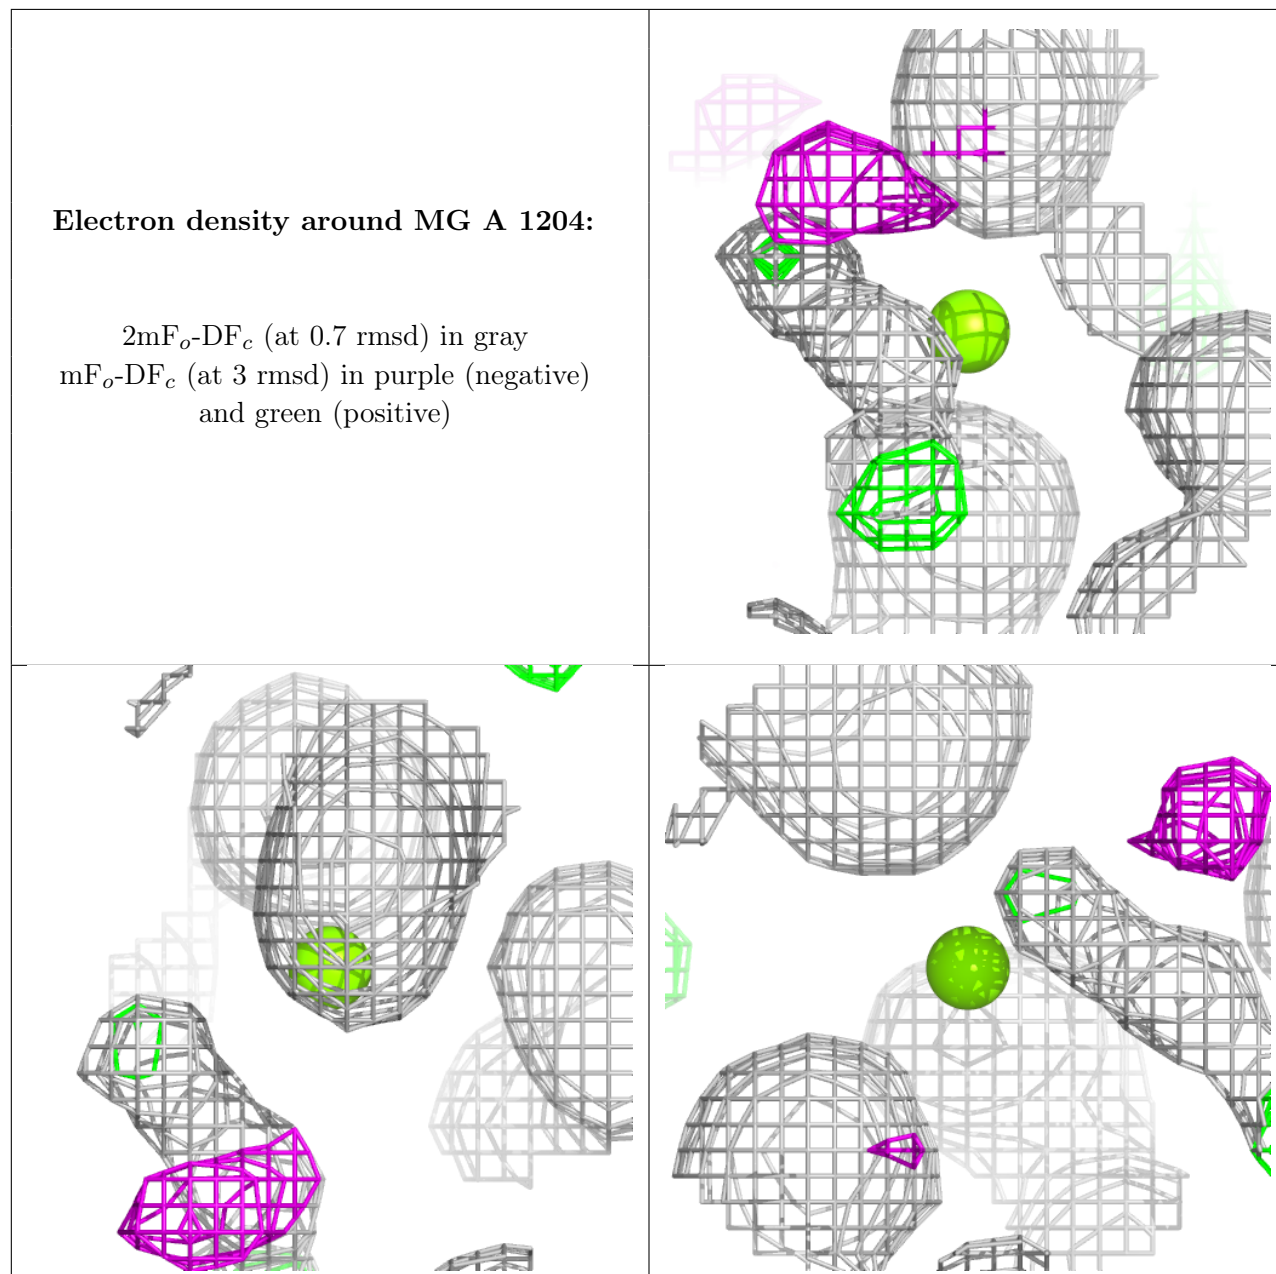 Electron density around MG A 1204:
2mFo-DFc (at 0.7 rmsd) in gray
mFo-DFc (at 3 rmsd) in purple (negative)
and green (positive)